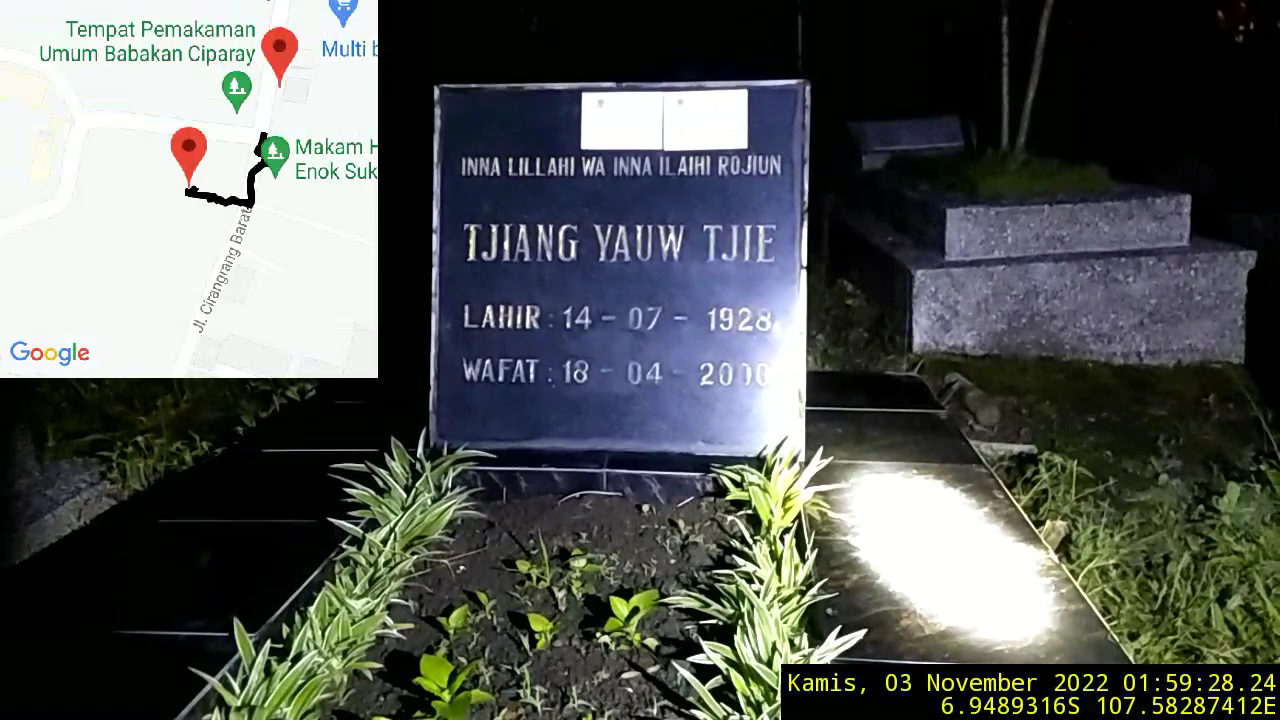 Tempat Pemakaman
Umum Babakan Ciparay
Multi b
Makam H
Enok Suk
Jl. Cirangrang Barat
Google
INNA LILLAHI WA INNA ILAIHI ROJIUN
TJIANG YAUW TJIE
LAHIR : 14 - 07 - 1928
WAFAT : 18 - 04 - 2000
Kamis, 03 November 2022 01:59:28.24
6.9489316S 107.58287412E